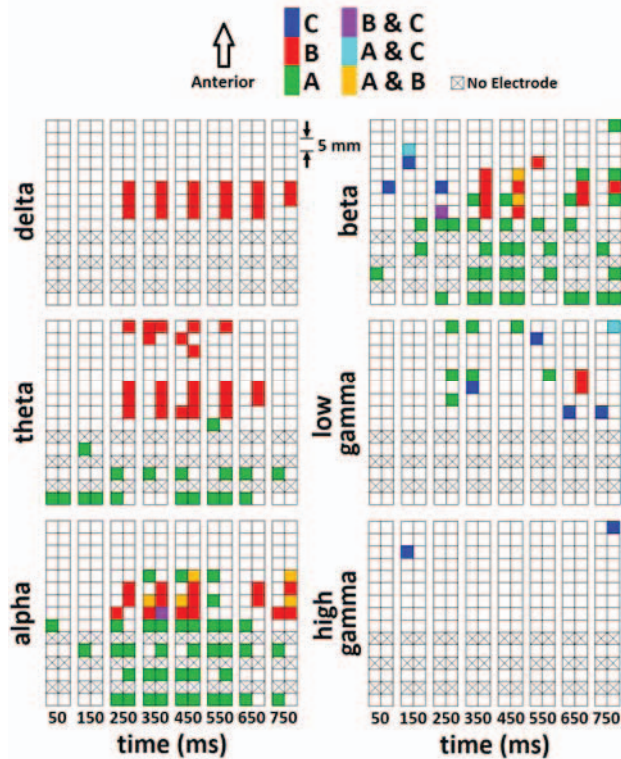 C
B & C
B
A & C
A
A & B
No Electrode
Anterior
5 mm
delta
beta
theta
low
gamma
alpha
high
gamma
50 150 250 350 450 550 650 750
50 150 250 350 450 550 650 750
time (ms)
time (ms)